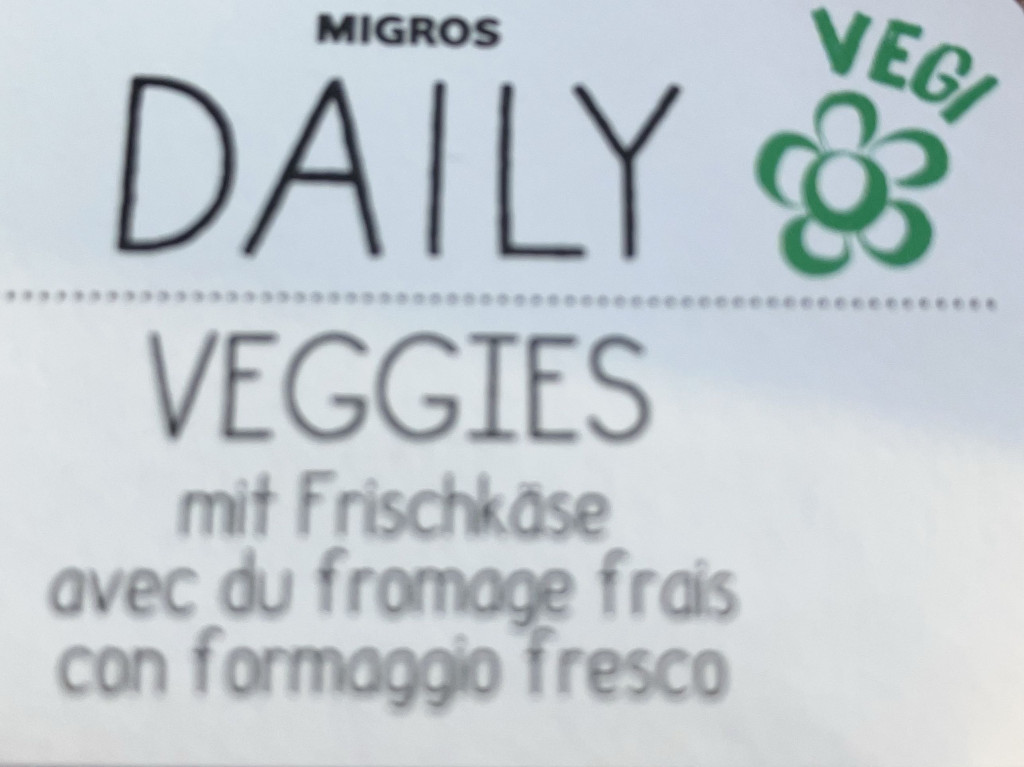 MIGROS
DAILY
VEGI
VEGGIES
mit Frischkäse
avec du fromage frais
con formaggio fresco